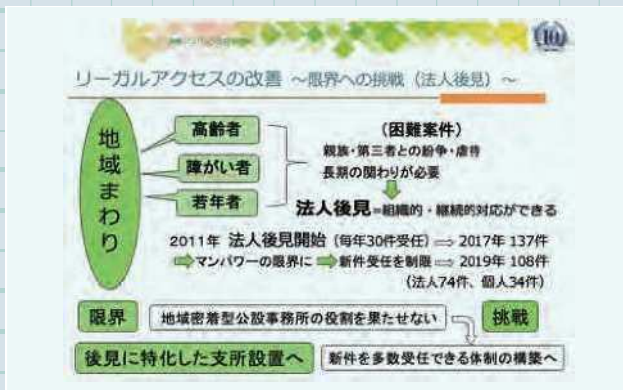 10
リーガルアクセスの改善 ～限界への挑戦（法人後見）～
地域まわり
高齢者
障がい者
若年者
（困難案件）
親族・第三者との紛争・虐待
長期の関わりが必要
法人後見=組織的・継続的対応ができる
2011年 法人後見開始（毎年30件受任）⇒ 2017年 137件
⇒マンパワーの限界に ⇒新件受任を制限 ⇒ 2019年 108件
（法人74件、個人34件）
限界
地域密着型公設事務所の役割を果たせない
挑戦
後見に特化した支所設置へ
新件を多数受任できる体制の構築へ